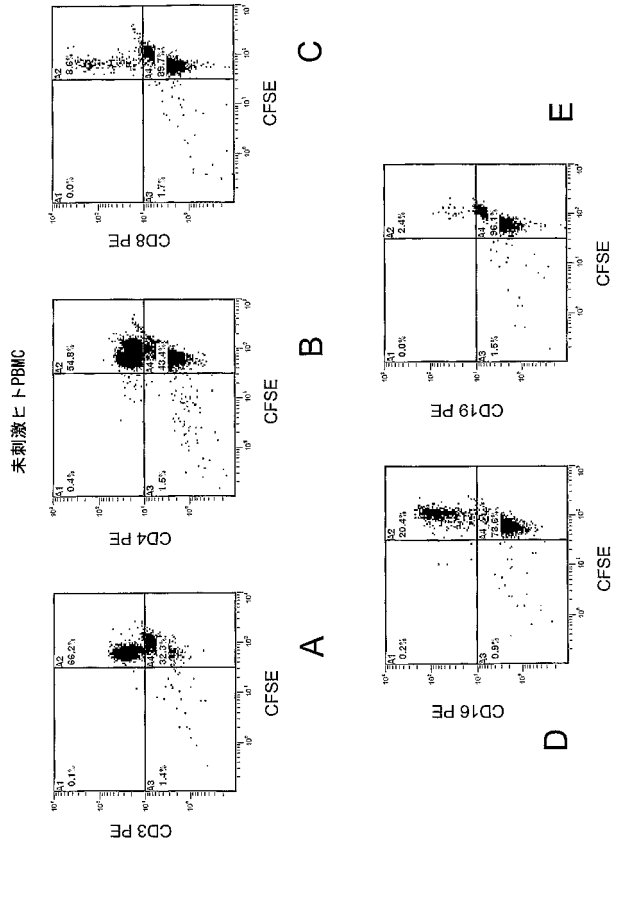 未刺激ヒトPBMC
A1
0.1%
A2
66.2%
A3
1.4%
A4
32.3%
CD3 PE
CFSE
A
A1
0.4%
A2
54.8%
A3
1.5%
A4
43.4%
CD4 PE
CFSE
B
A1
0.0%
A2
8.6%
A3
1.7%
A4
89.7%
CD8 PE
CFSE
C
A1
0.2%
A2
20.4%
A3
0.9%
A4
CD16 PE
CFSE
D
A1
0.0%
A2
2.4%
A3
1.5%
A4
96.1%
CD19 PE
CFSE
E